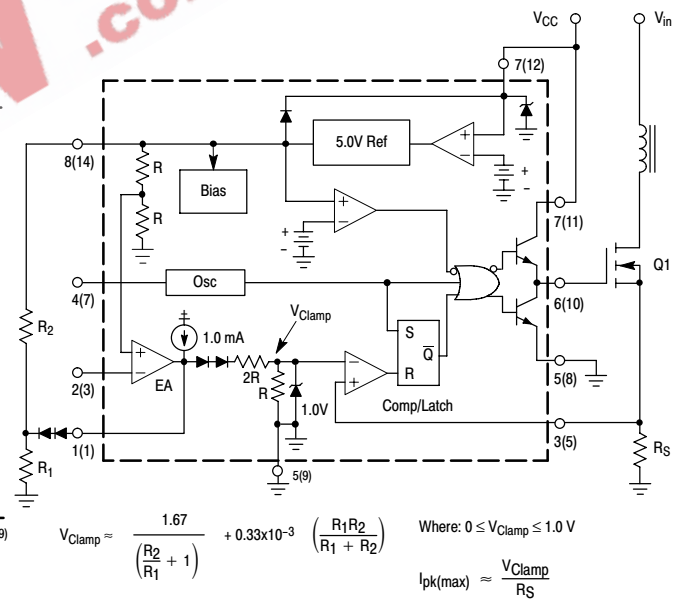 .co
VCC
Vin
7(12)
5.0V Ref
+
−
+
-
8(14)
R
Bias
R
+
−
+
-
7(11)
Q1
4(7)
Osc
6(10)
VClamp
S
Q̅
R
R2
1.0 mA
+
−
EA
2R
R
1.0V
−
+
Comp/Latch
5(8)
2(3)
1(1)
3(5)
R1
RS
5(9)
9)
VClamp ≈ 1.67 / (R2/R1 + 1) + 0.33x10−3 (R1R2 / R1 + R2)
Where: 0 ≤ VClamp ≤ 1.0 V
Ipk(max) ≈ VClamp / RS